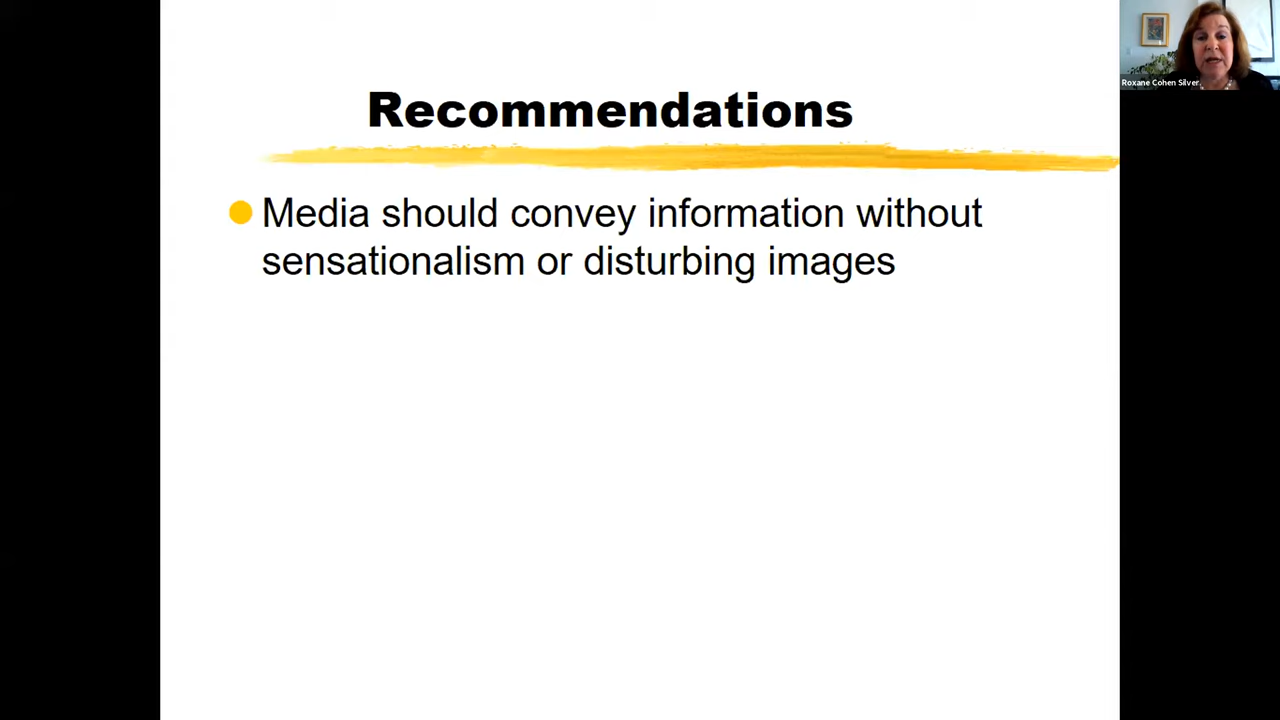 Recommendations
Media should convey information without
sensationalism or disturbing images
Roxane Cohen Silver